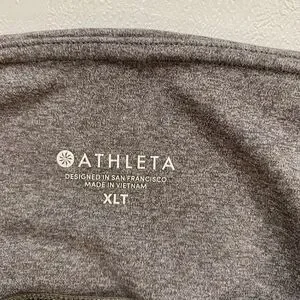 ATHLETA
DESIGNED IN SAN FRANCISCO
MADE IN VIETNAM
XLT